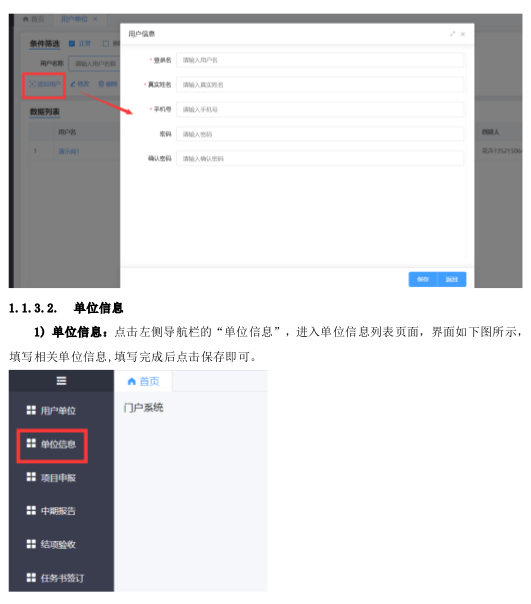 首页 用户单位 ×
用户信息
条件筛选 正常
用户名称 请输入用户名称
添加用户 修改 删除
* 登录名 请输入用户名
* 真实姓名 请输入真实姓名
* 手机号 请输入手机号
密码 请输入密码
确认密码 请输入确认密码
数据列表
用户名 创建人
1
保存 返回
1.1.3.2. 单位信息
1) 单位信息：点击左侧导航栏的“单位信息”，进入单位信息列表页面，界面如下图所示，
填写相关单位信息,填写完成后点击保存即可。
首页
门户系统
用户单位
单位信息
项目申报
中期报告
结项验收
任务书签订